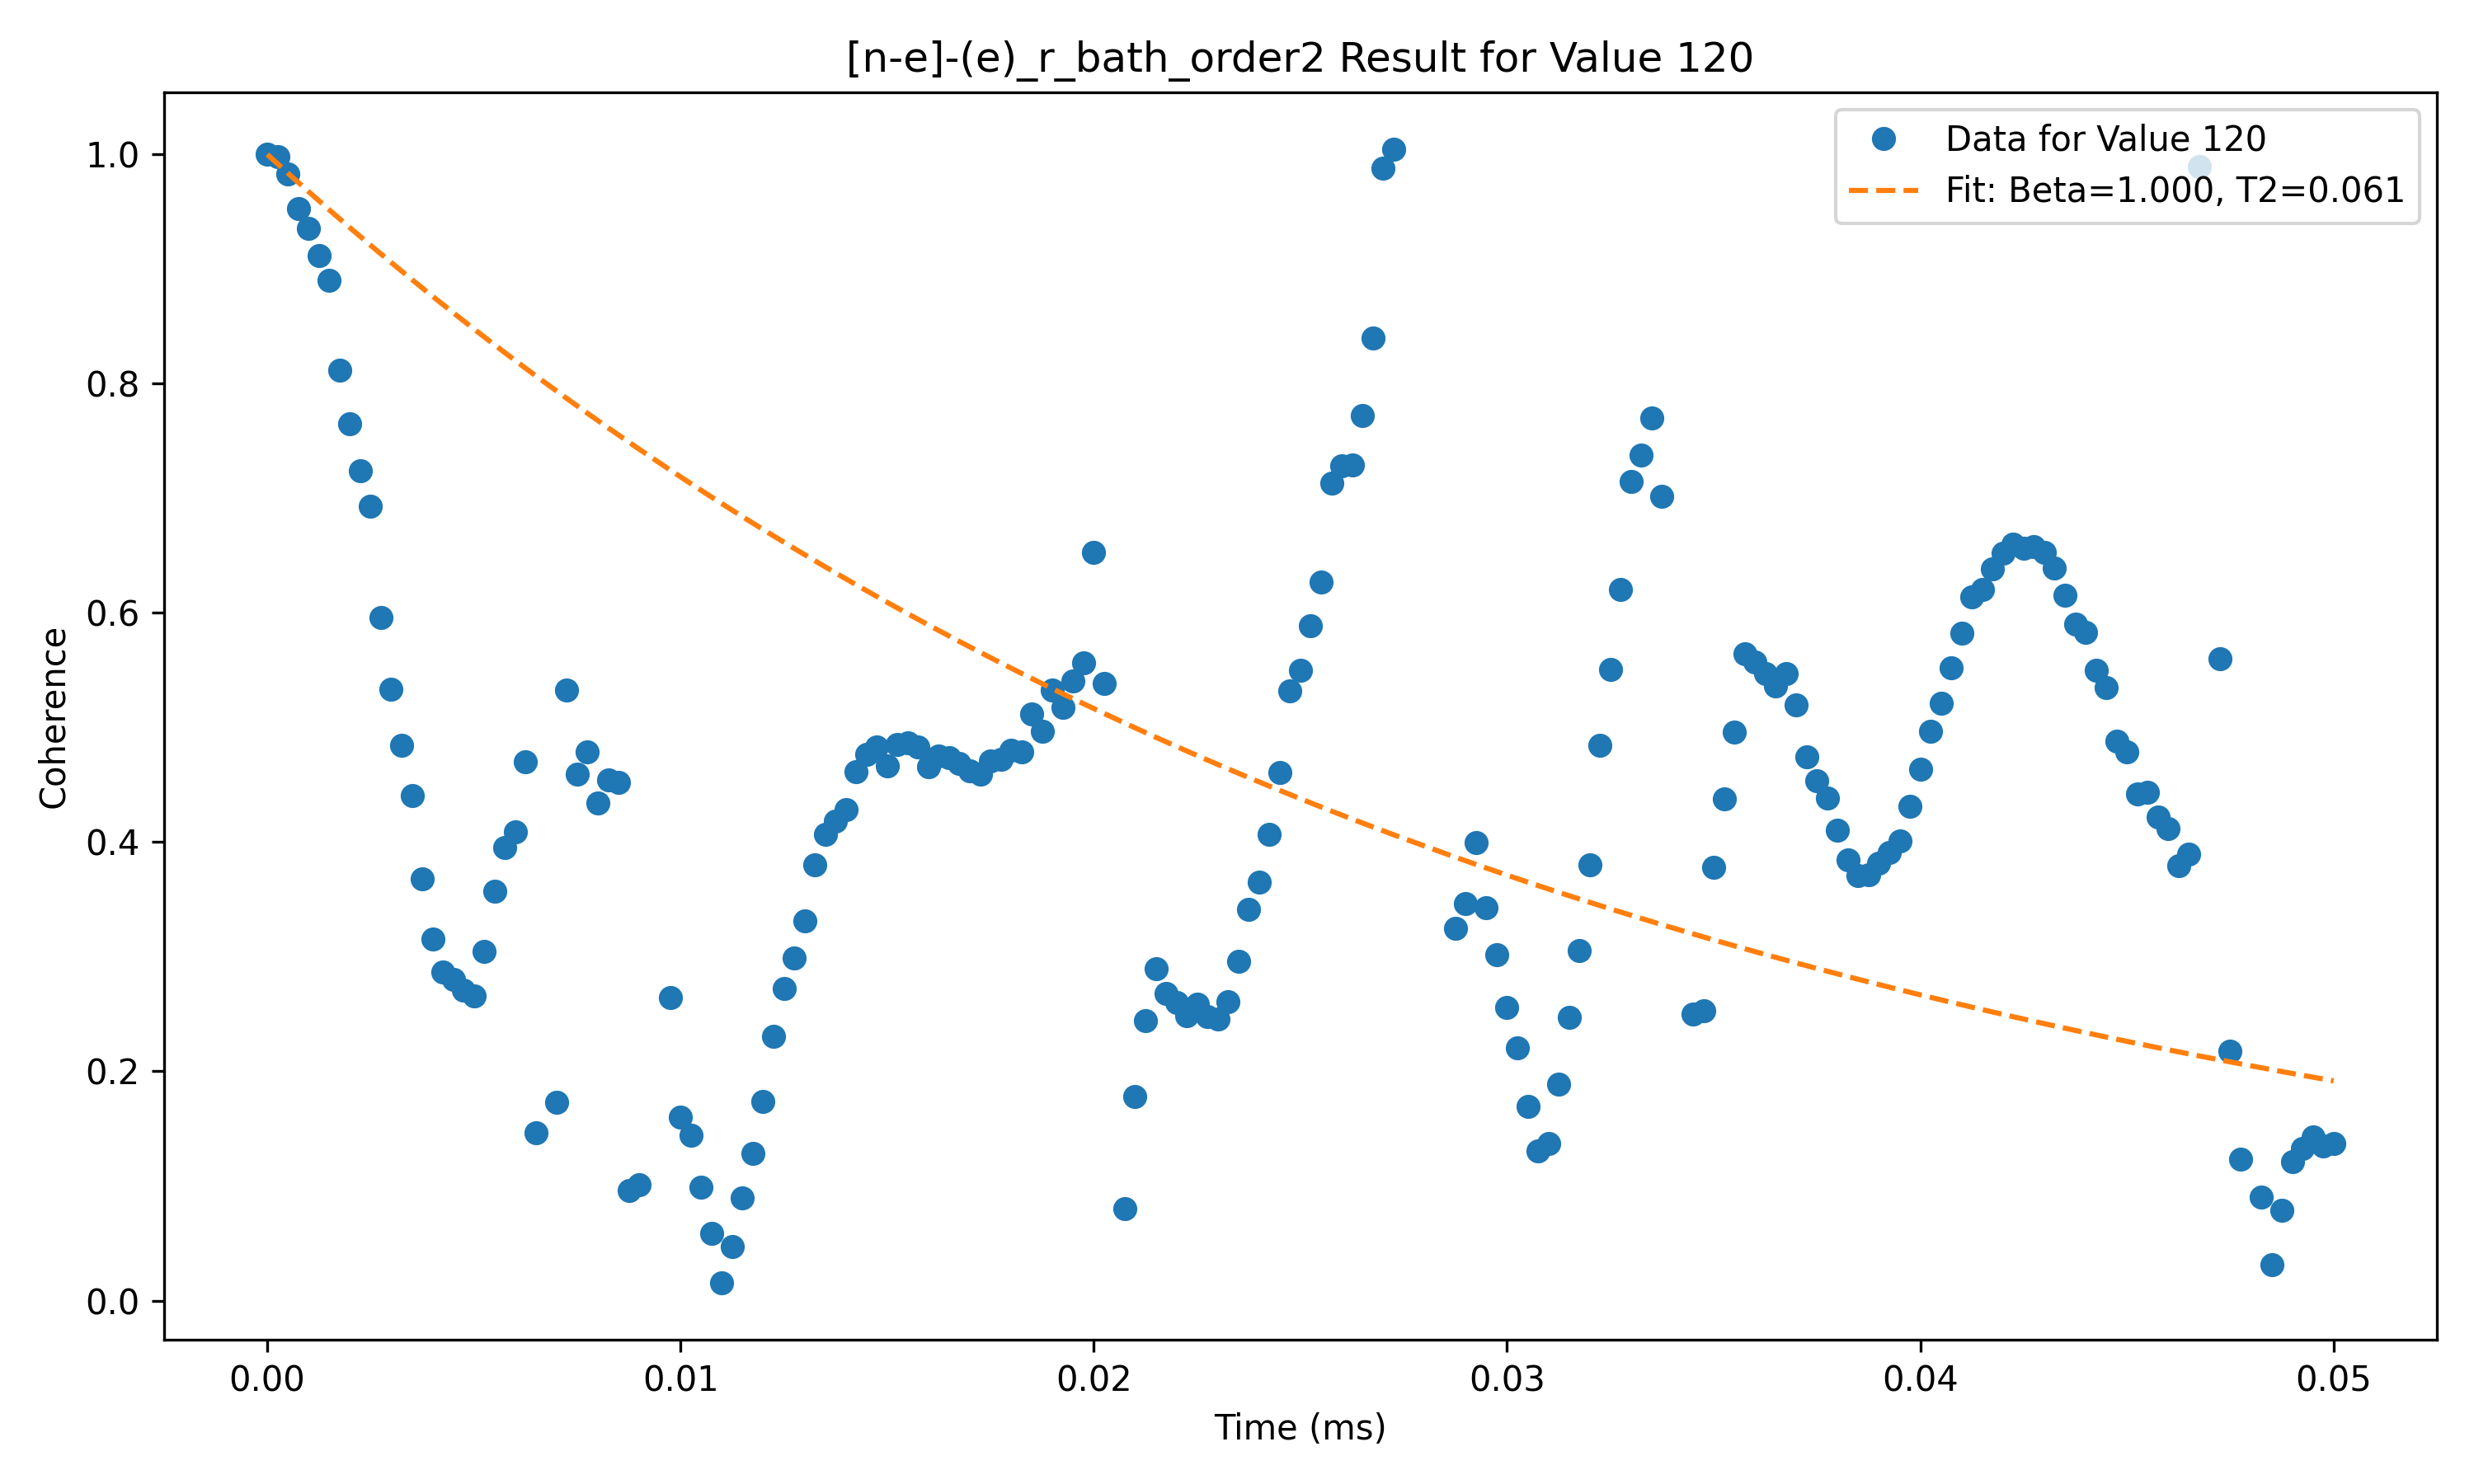 [n-e]-(e)_r_bath_order2 Result for Value 120
Data for Value 120
Fit: Beta=1.000, T2=0.061
Coherence
1.0
0.8
0.6
0.4
0.2
0.0
0.00 0.01 0.02 0.03 0.04 0.05
Time (ms)